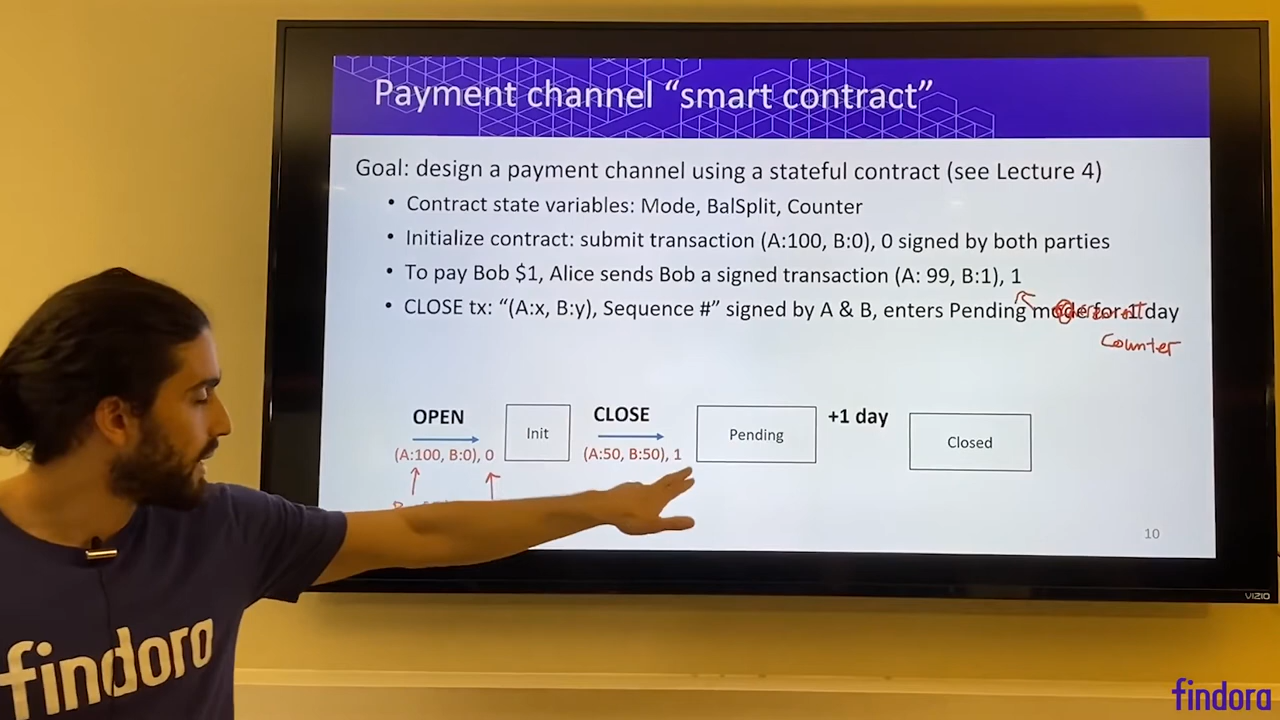 Payment channel “smart contract”
Goal: design a payment channel using a stateful contract (see Lecture 4)
• Contract state variables: Mode, BalSplit, Counter
• Initialize contract: submit transaction (A:100, B:0), 0 signed by both parties
• To pay Bob $1, Alice sends Bob a signed transaction (A: 99, B:1), 1
• CLOSE tx: “(A:x, B:y), Sequence #” signed by A & B, enters Pending mode for 1 day
Counter
OPEN
(A:100, B:0), 0
Init
CLOSE
(A:50, B:50), 1
Pending
+1 day
Closed
10
VIZIO
findora
findora